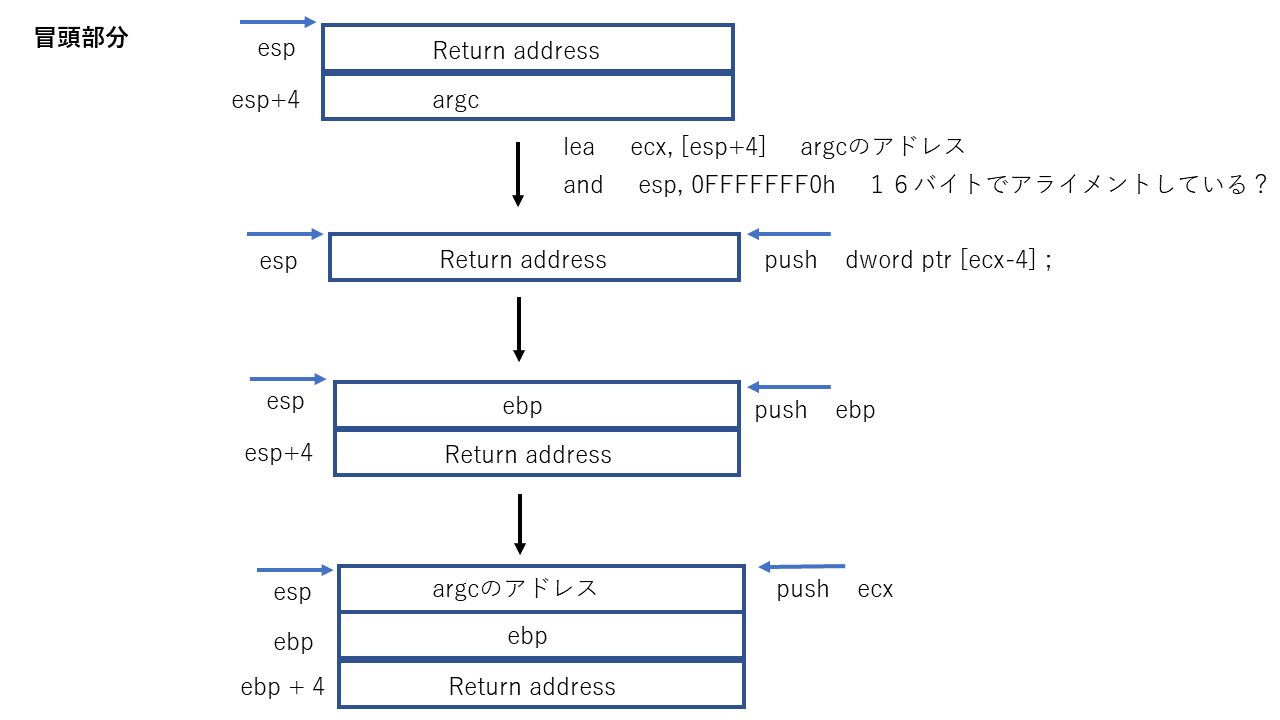 冒頭部分
esp Return address
esp+4 argc
lea ecx, [esp+4] argcのアドレス
and esp, 0FFFFFFF0h １６バイトでアライメントしている？
esp Return address push dword ptr [ecx-4] ;
esp ebp push ebp
esp+4 Return address
esp argcのアドレス push ecx
ebp ebp
ebp + 4 Return address